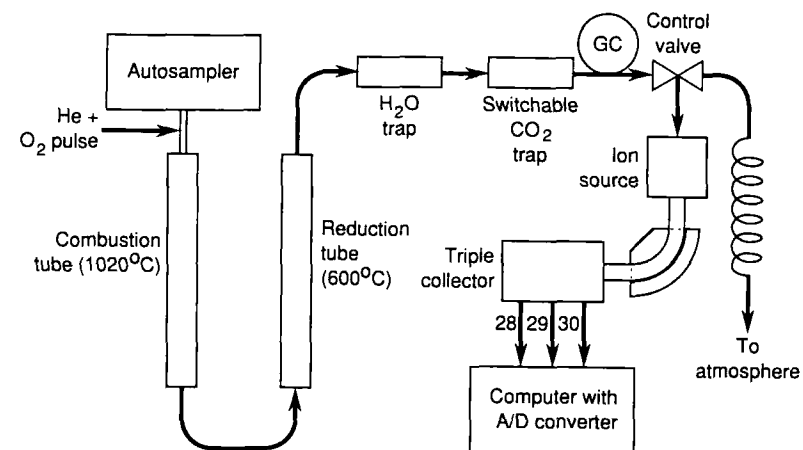 Autosampler
He +
O₂ pulse
Combustion
tube (1020°C)
Reduction
tube
(600°C)
H₂O
trap
Switchable
CO₂
trap
GC
Control
valve
Ion
source
Triple
collector
28 29 30
Computer with
A/D converter
To
atmosphere